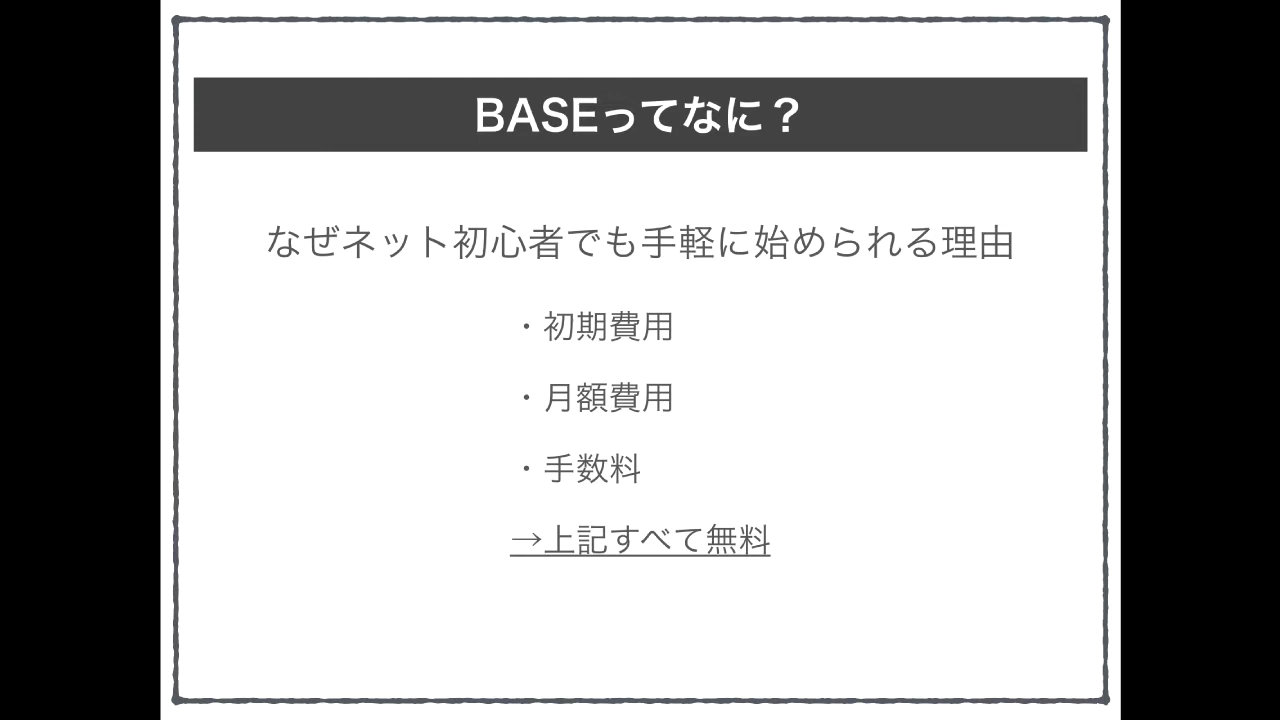 BASEってなに？
なぜネット初心者でも手軽に始められる理由
・初期費用
・月額費用
・手数料
→上記すべて無料